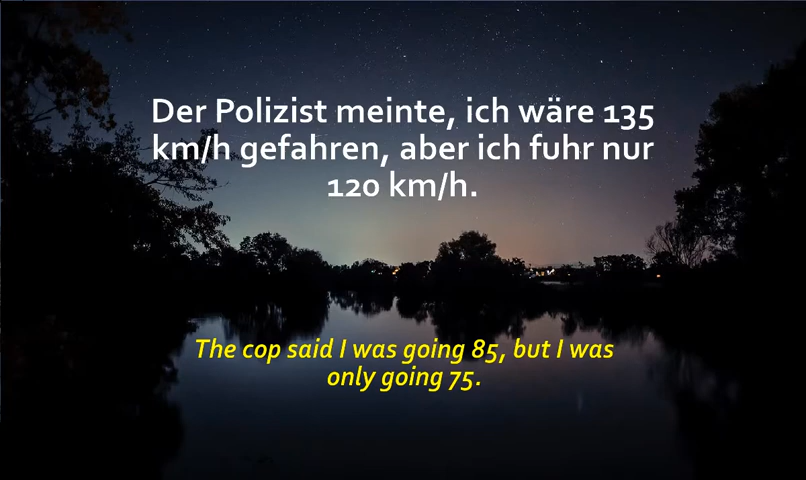 Der Polizist meinte, ich wäre 135
km/h gefahren, aber ich fuhr nur
120 km/h.
The cop said I was going 85, but I was
only going 75.